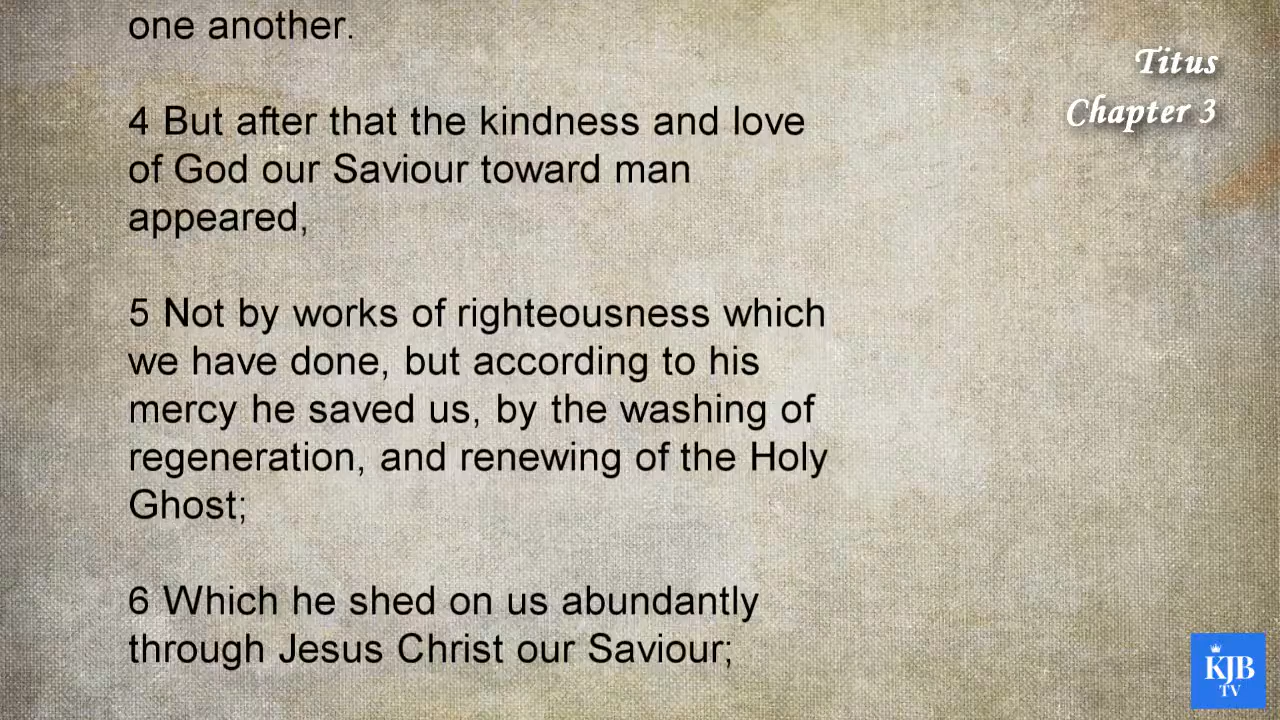 one another.
Titus
Chapter 3
4 But after that the kindness and love
of God our Saviour toward man
appeared,
5 Not by works of righteousness which
we have done, but according to his
mercy he saved us, by the washing of
regeneration, and renewing of the Holy
Ghost;
6 Which he shed on us abundantly
through Jesus Christ our Saviour;
KJB
TV